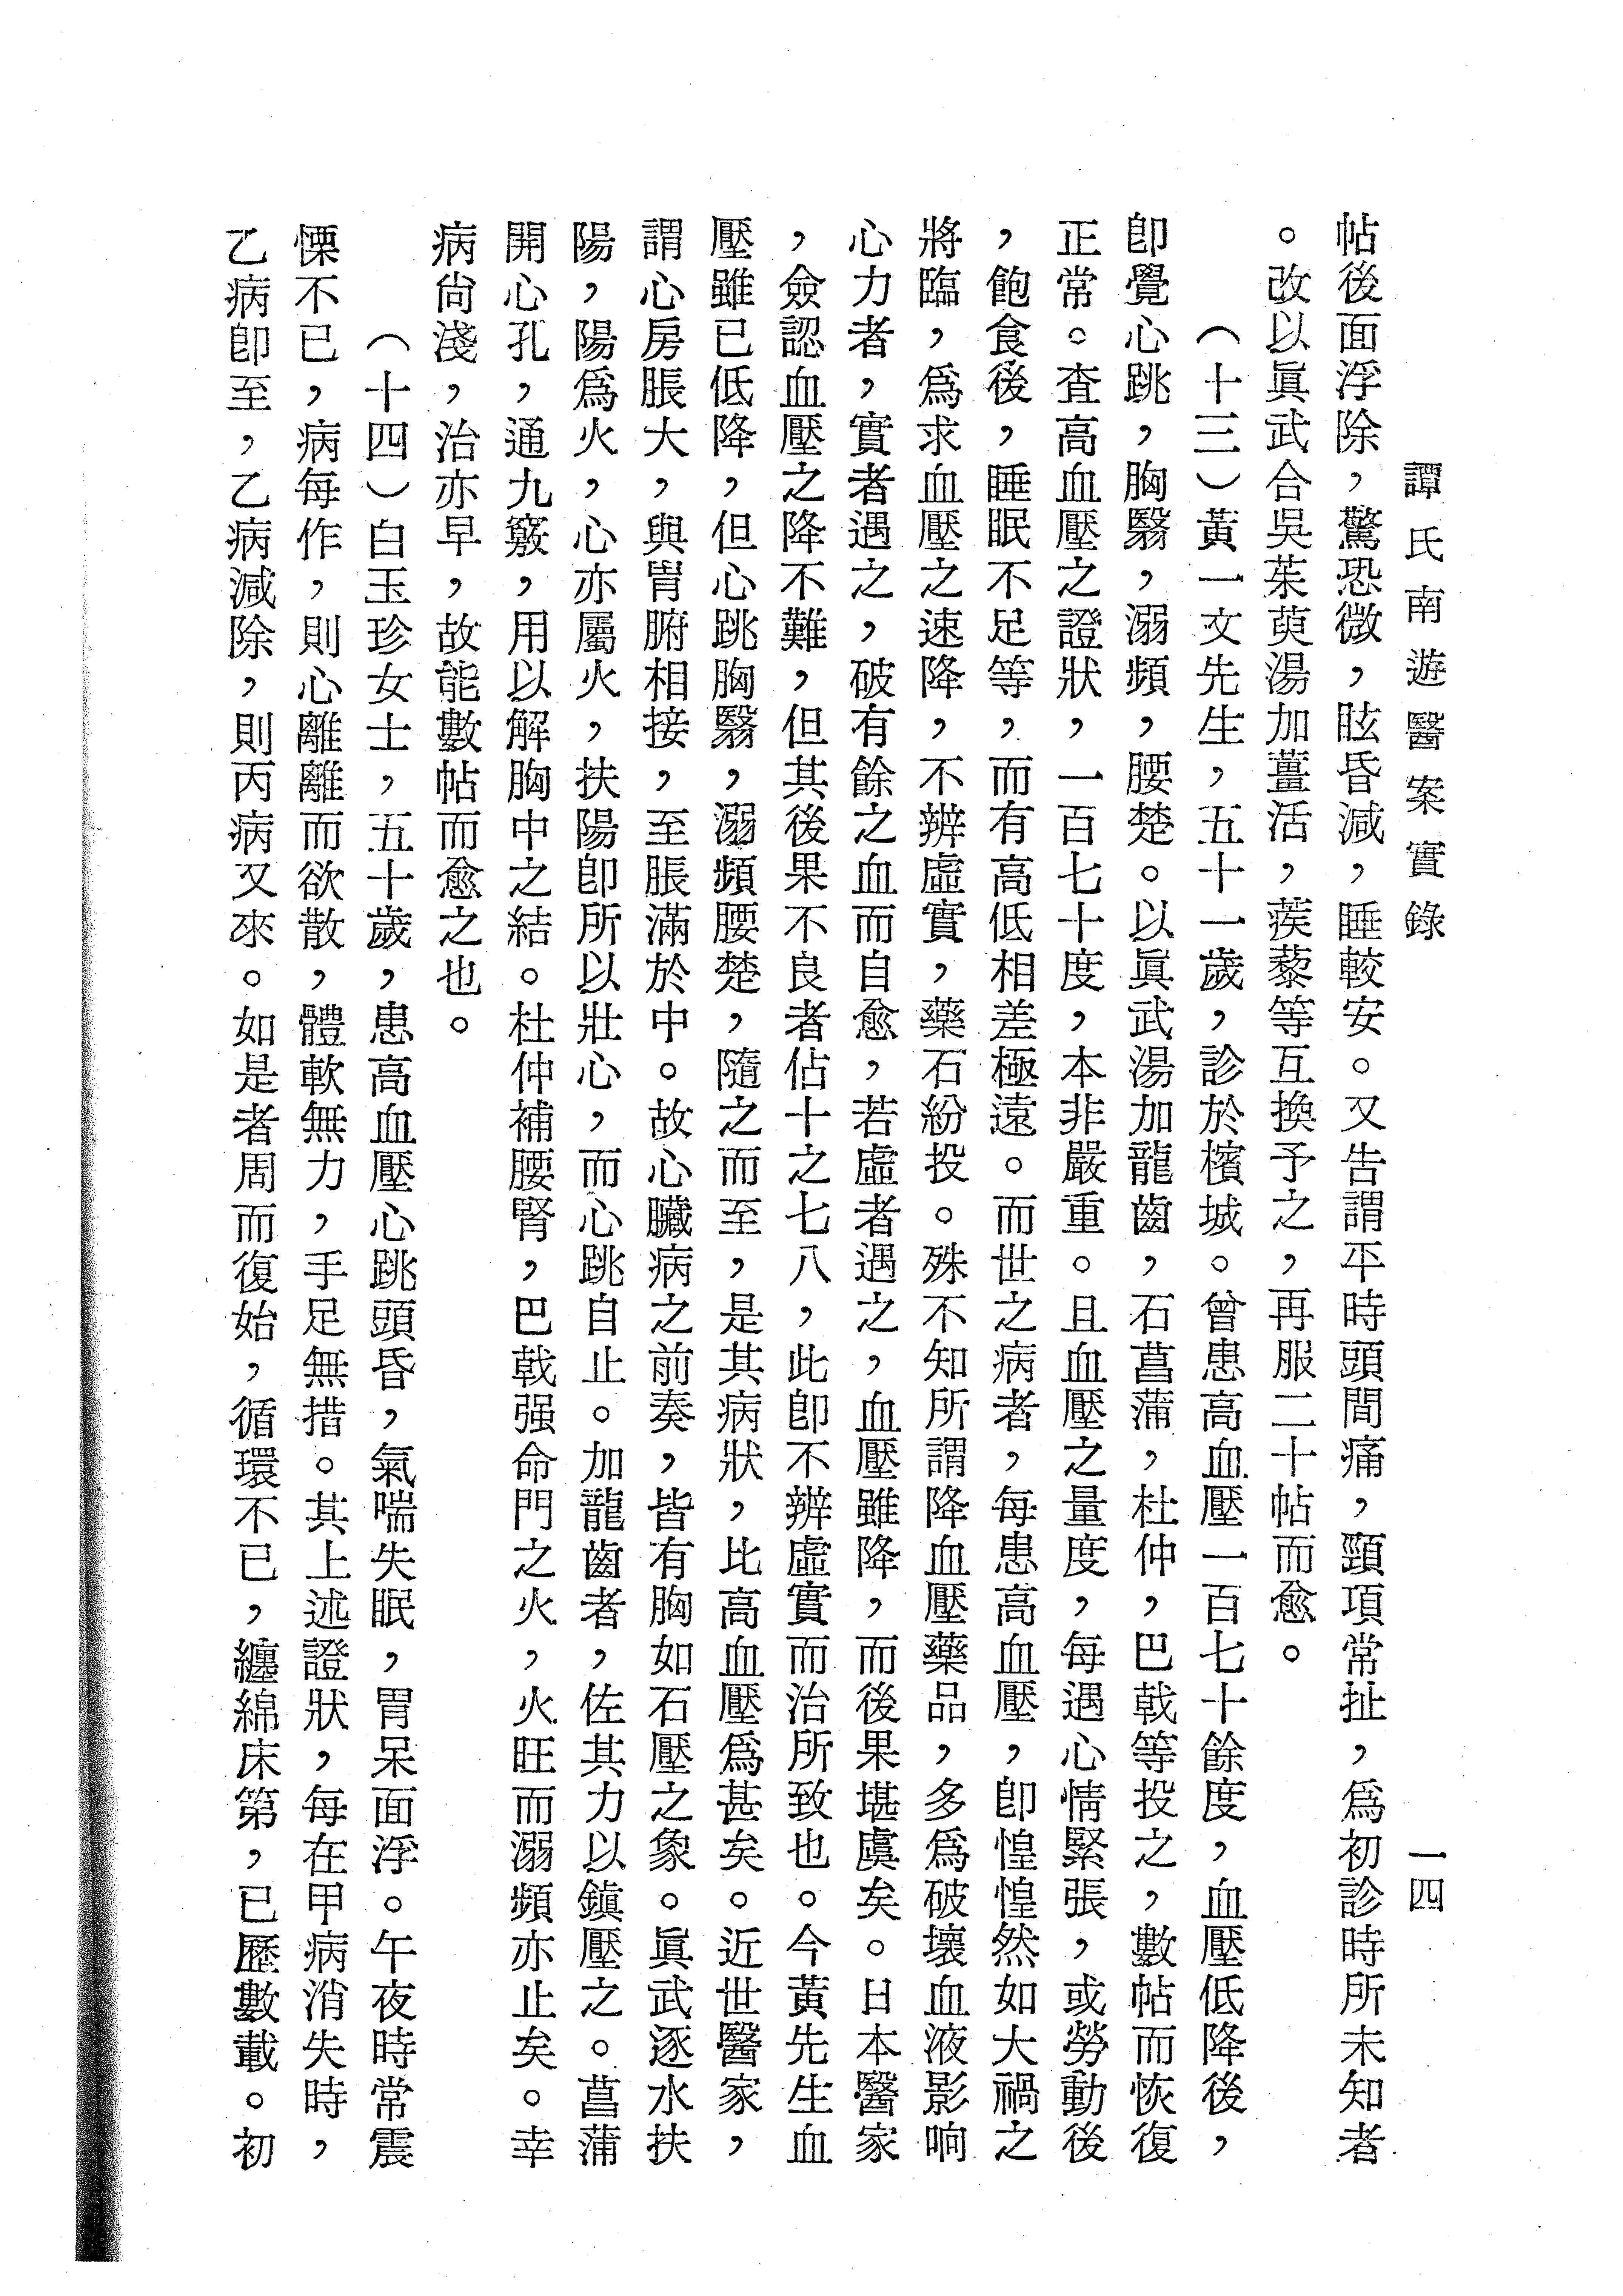 譚氏南遊醫案實錄
一四
帖後面浮除，驚恐微，眩昏減，睡較安。又告謂平時頭間痛，頸項常扯，爲初診時所未知者
。改以眞武合吳茱萸湯加薑活，蒺藜等互換予之，再服二十帖而愈。
（十三）黃一文先生，五十一歲，診於檳城。曾患高血壓一百七十餘度，血壓低降後，
卽覺心跳，胸翳，溺頻，腰楚。以眞武湯加龍齒，石菖蒲，杜仲，巴戟等投之，數帖而恢復
正常。查高血壓之證狀，一百七十度，本非嚴重。且血壓之量度，每遇心情緊張，或勞動後
，飽食後，睡眠不足等，而有高低相差極遠。而世之病者，每患高血壓，卽惶惶然如大禍之
將臨，爲求血壓之速降，不辨虛實，藥石紛投。殊不知所謂降血壓藥品，多爲破壞血液影响
心力者，實者遇之，破有餘之血而自愈，若虛者遇之，血壓雖降，而後果堪虞矣。日本醫家
，僉認血壓之降不難，但其後果不良者佔十之七八，此卽不辨虛實而治所致也。今黃先生血
壓雖已低降，但心跳胸翳，溺頻腰楚，隨之而至，是其病狀，比高血壓爲甚矣。近世醫家，
謂心房脹大，與胃腑相接，至脹滿於中。故心臟病之前奏，皆有胸如石壓之象。眞武逐水扶
陽，陽爲火，心亦屬火，扶陽卽所以壯心，而心跳自止。加龍齒者，佐其力以鎭壓之。菖蒲
開心孔，通九竅，用以解胸中之結。杜仲補腰腎，巴戟强命門之火，火旺而溺頻亦止矣。幸
病尙淺，治亦早，故能數帖而愈之也。
（十四）白玉珍女士，五十歲，患高血壓心跳頭昏，氣喘失眠，胃呆面浮。午夜時常震
慄不已，病每作，則心離離而欲散，體軟無力，手足無措。其上述證狀，每在甲病消失時，
乙病卽至，乙病減除，則丙病又來。如是者周而復始，循環不已，纏綿床第，已歷數載。初